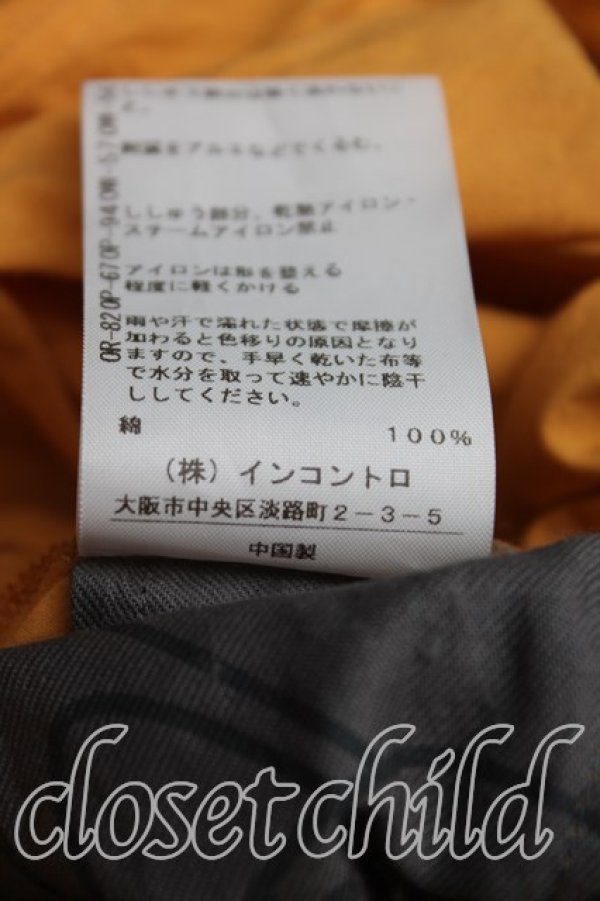 と。
ししゅう部分、乾燥アイロン・
スチームアイロン禁止
アイロンは形を整える
程度に軽くかける
雨や汗で濡れた状態で摩擦が
加わると色移りの原因となり
ますので、手早く乾いた布等
で水分を取って速やかに陰干
ししてください。
綿 100%
(株)インコントロ
大阪市中央区淡路町2-3-5
中国製
closet child